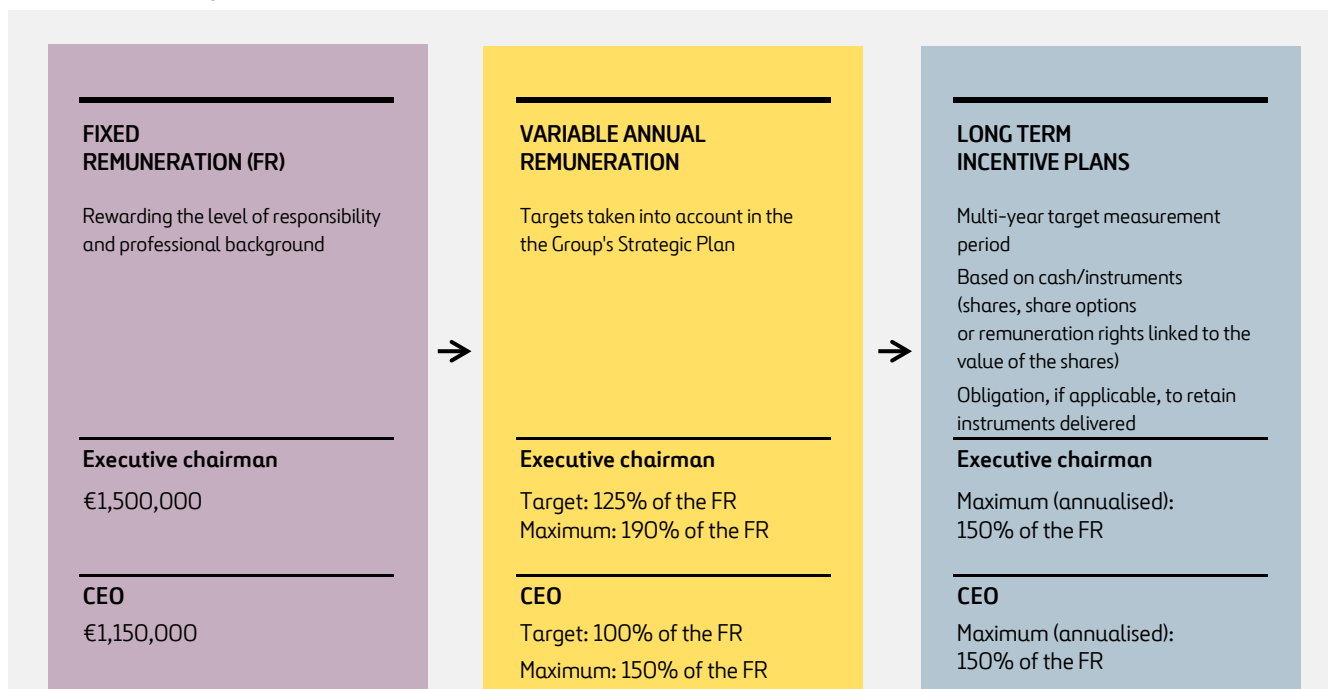 FIXED
REMUNERATION (FR)
Rewarding the level of responsibility
and professional background
Executive chairman
€1,500,000
CEO
€1,150,000
VARIABLE ANNUAL
REMUNERATION
Targets taken into account in the
the Group's Strategic Plan
Executive chairman
Target: 125% of the FR
Maximum: 190% of the FR
CEO
Target: 100% of the FR
Maximum: 150% of the FR
LONG TERM
INCENTIVE PLANS
Multi-year target measurement
period
Based on cash/instruments
(shares, share options
or remuneration rights linked to the
value of the shares)
Obligation, if applicable, to retain
instruments delivered
Executive chairman
Maximum (annualised):
150% of the FR
CEO
Maximum (annualised):
150% of the FR